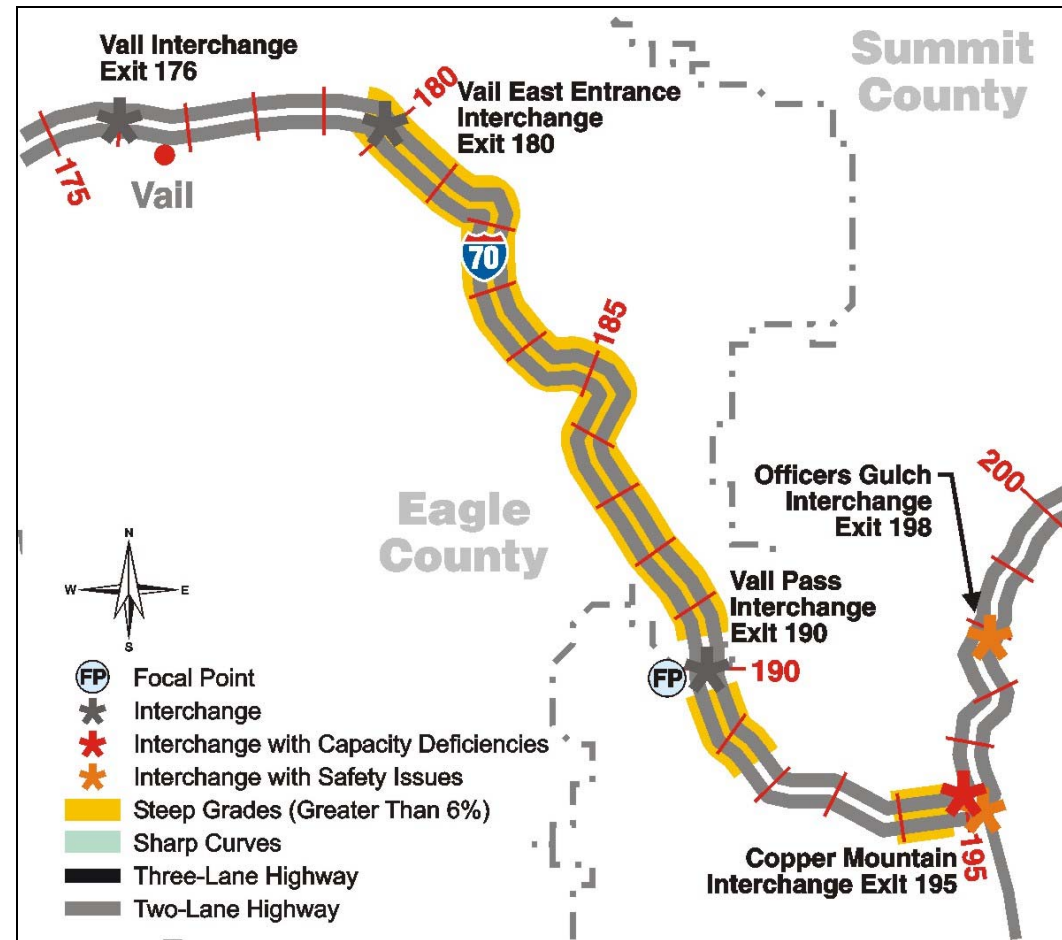 Summit
County
Vail Interchange
Exit 176
180
Vail East Entrance
Interchange
Exit 180
175
Vail
70
185
Eagle
County
Officers Gulch
Interchange
Exit 198
200
N
W
E
S
Vail Pass
Interchange
Exit 190
FP
190
FP Focal Point
Interchange
Interchange with Capacity Deficiencies
Interchange with Safety Issues
Steep Grades (Greater Than 6%)
Sharp Curves
Three-Lane Highway
Two-Lane Highway
Copper Mountain
Interchange Exit 195
195